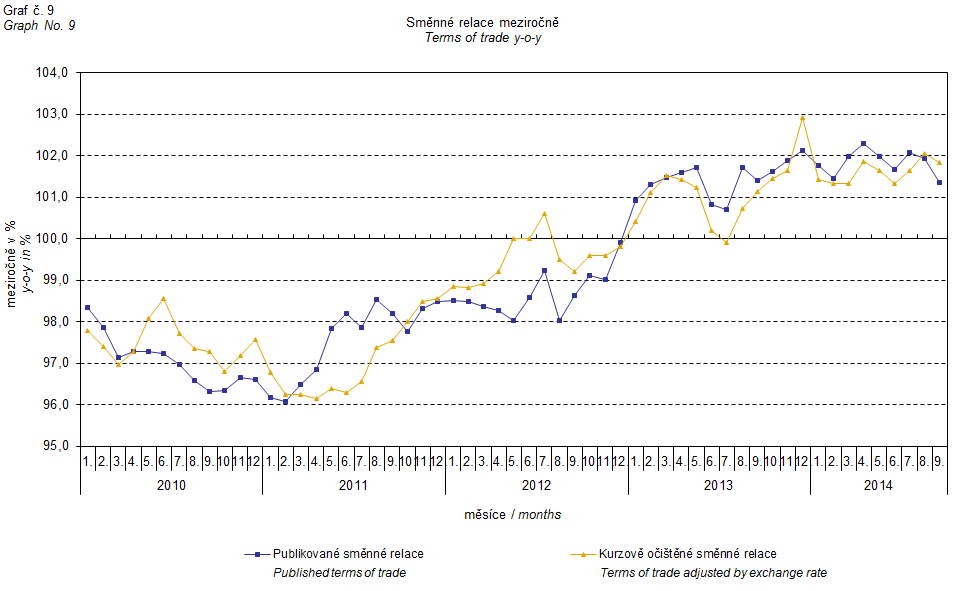 Graf č. 9
Graph No. 9
Směnné relace meziročně
Terms of trade y-o-y
104,0
103,0
102,0
101,0
100,0
99,0
98,0
97,0
96,0
95,0
meziročně v %
y-o-y in %
1. 2. 3. 4. 5. 6. 7. 8. 9. 10 11 12 1. 2. 3. 4. 5. 6. 7. 8. 9. 10 11 12 1. 2. 3. 4. 5. 6. 7. 8. 9. 10 11 12 1. 2. 3. 4. 5. 6. 7. 8. 9. 10 11 12. 1. 2. 3. 4. 5. 6. 7. 8. 9.
2010 2011 2012 2013 2014
měsíce / months
Publikované směnné relace Kurzově očištěné směnné relace
Published terms of trade Terms of trade adjusted by exchange rate